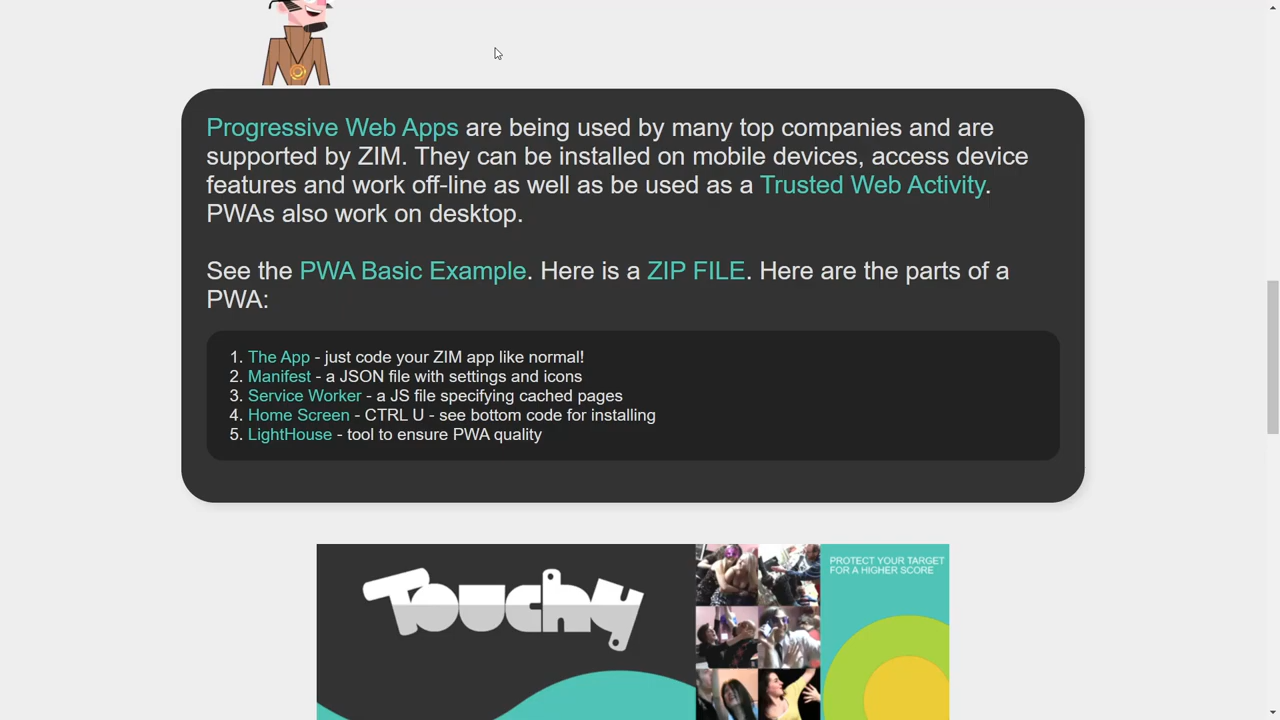 Progressive Web Apps are being used by many top companies and are
supported by ZIM. They can be installed on mobile devices, access device
features and work off-line as well as be used as a Trusted Web Activity.
PWAs also work on desktop.
See the PWA Basic Example. Here is a ZIP FILE. Here are the parts of a
PWA:
1. The App - just code your ZIM app like normal!
2. Manifest - a JSON file with settings and icons
3. Service Worker - a JS file specifying cached pages
4. Home Screen - CTRL U - see bottom code for installing
5. LightHouse - tool to ensure PWA quality
Touchy
PROTECT YOUR TARGET
FOR A HIGHER SCORE